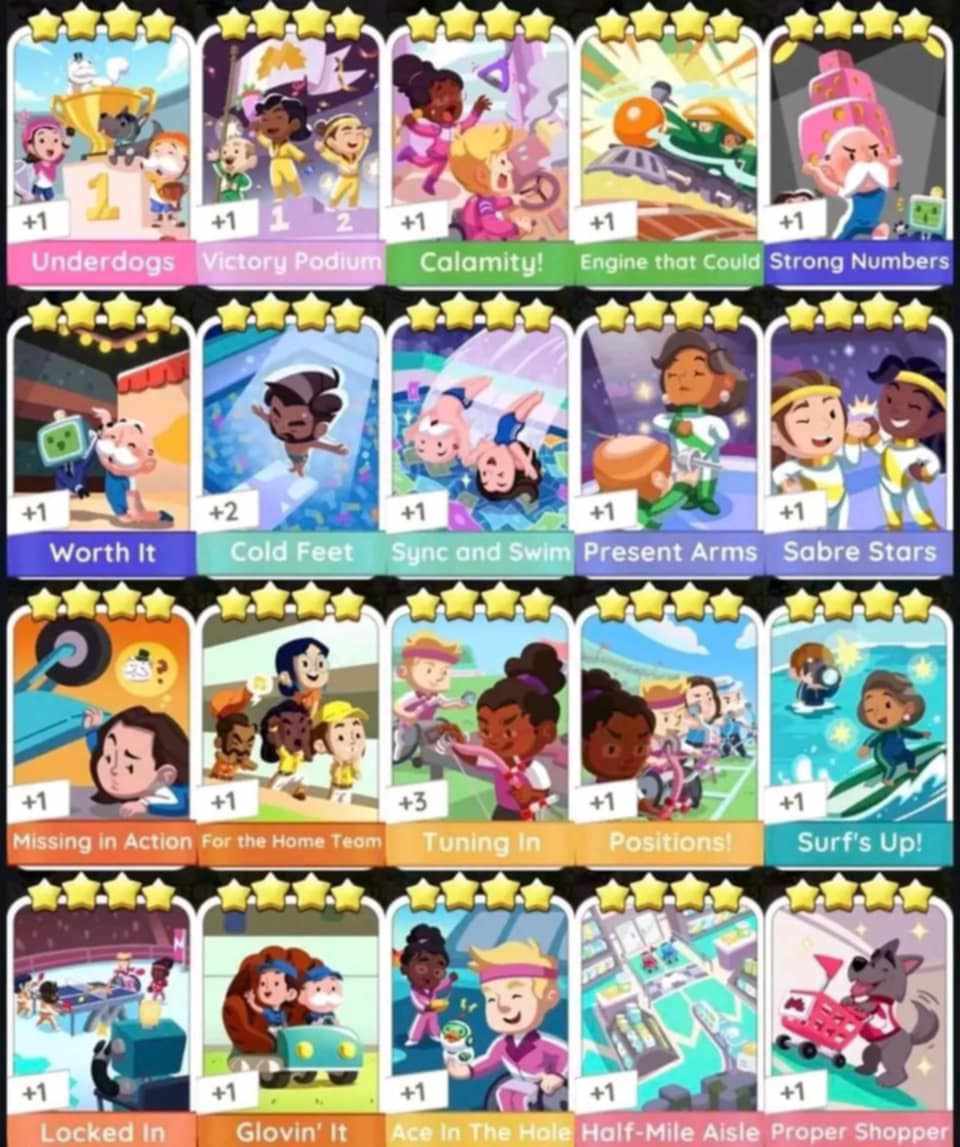 1
+1
Underdogs
1 2
+1
Victory Podium
+1
Calamity!
+1
Engine that Could
+1
Strong Numbers
+1
Worth It
+2
Cold Feet
+1
Sync and Swim
+1
Present Arms
+1
Sabre Stars
?
+1
Missing in Action
+1
For the Home Team
+3
Tuning In
+1
Positions!
+1
Surf's Up!
+1
Locked In
+1
Glovin' It
+1
Ace In The Hole
+1
Half-Mile Aisle
+1
Proper Shopper